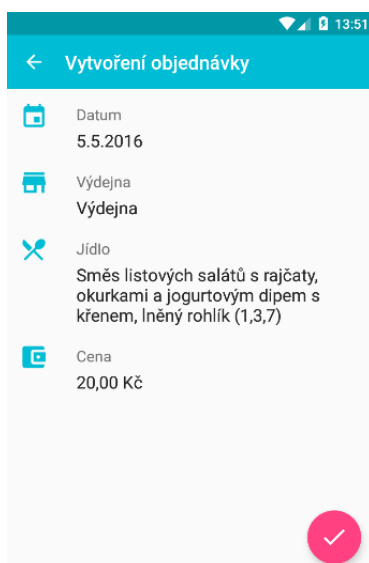 13:51
Vytvoření objednávky
Datum
5.5.2016
Výdejna
Výdejna
Jídlo
Směs listových salátů s rajčaty,
okurkami a jogurtovým dipem s
křenem, lněný rohlík (1,3,7)
Cena
20,00 Kč